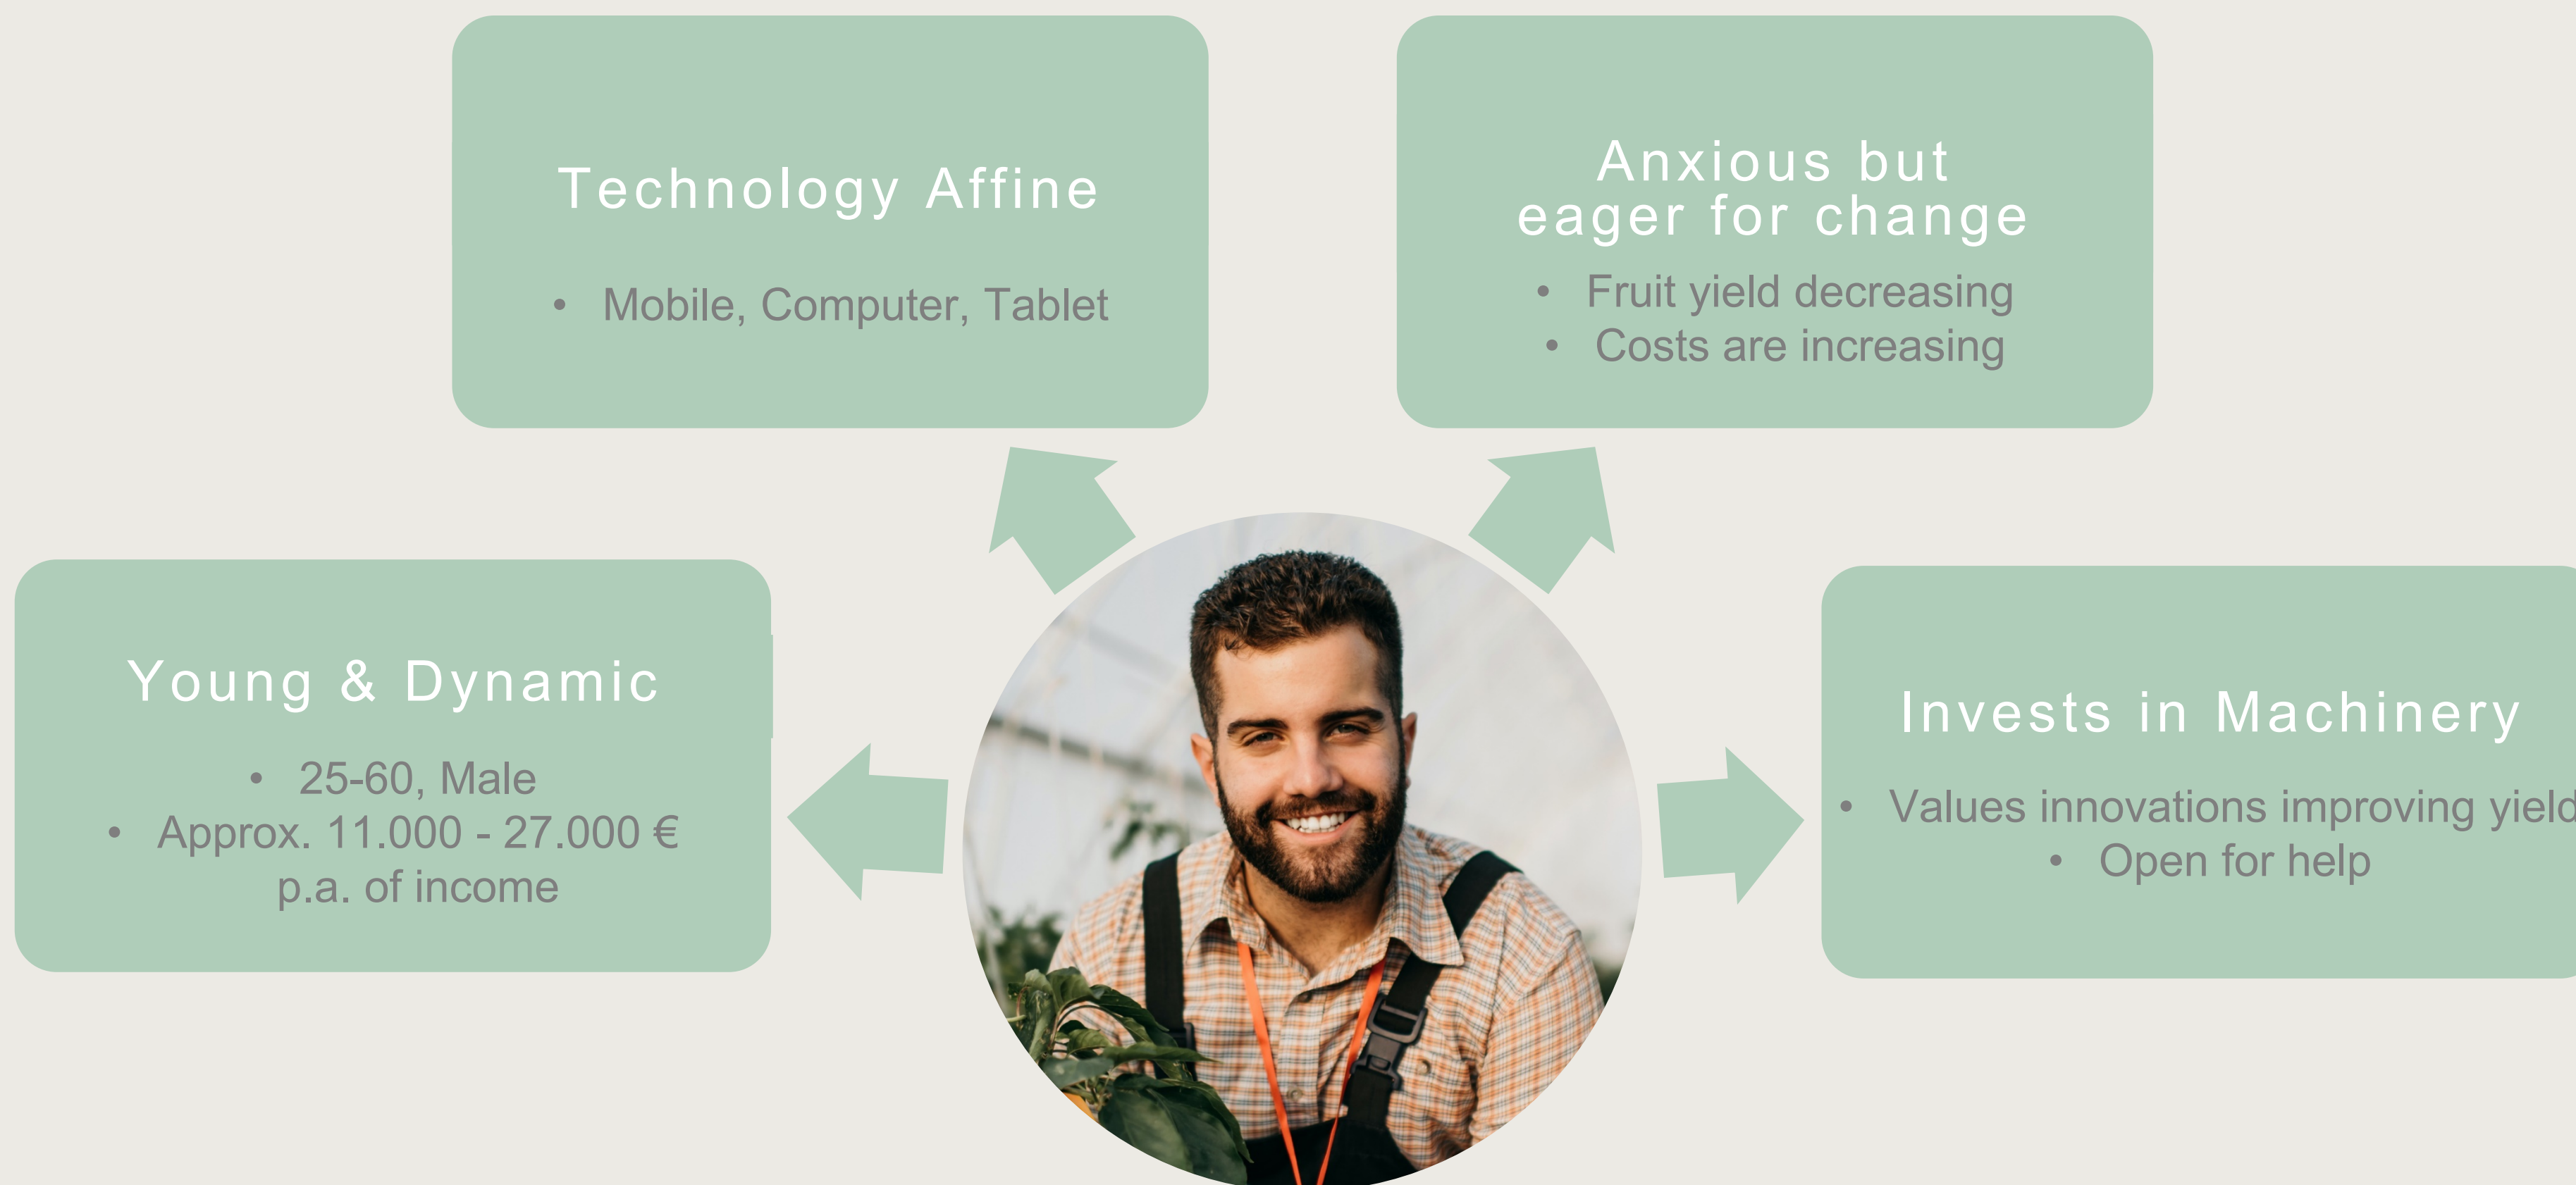 Technology Affine
• Mobile, Computer, Tablet
Anxious but
eager for change
• Fruit yield decreasing
• Costs are increasing
Young & Dynamic
• 25-60, Male
• Approx. 11.000 - 27.000 €
p.a. of income
Invests in Machinery
• Values innovations improving yield
• Open for help